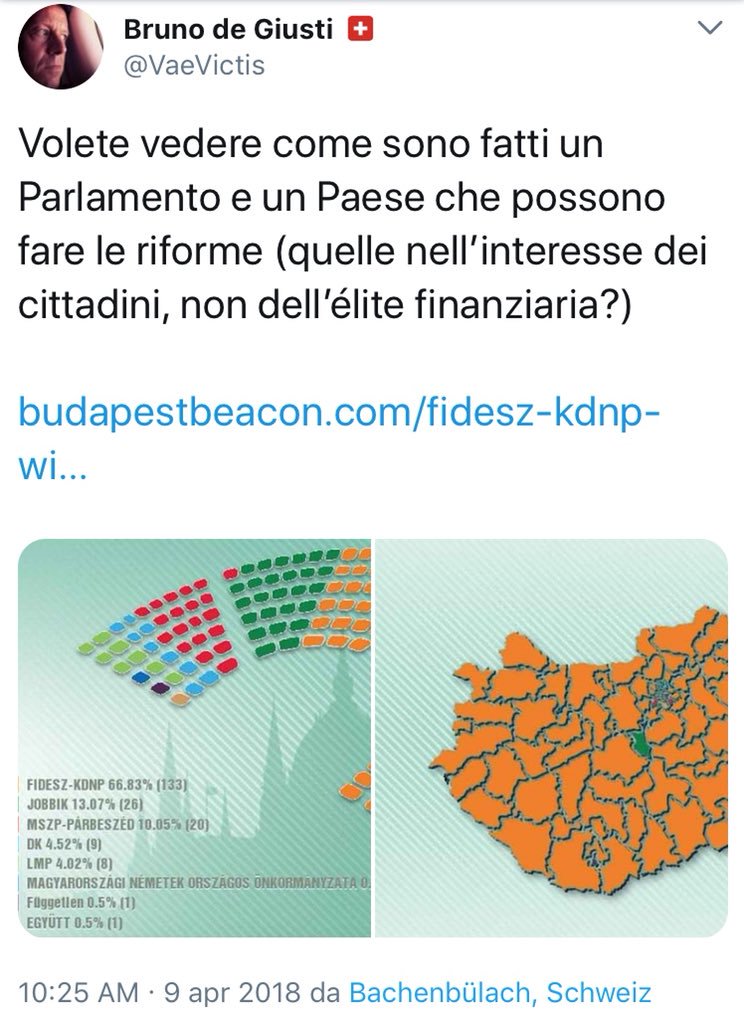 Bruno de Giusti
@VaeVictis
Volete vedere come sono fatti un
Parlamento e un Paese che possono
fare le riforme (quelle nell'interesse dei
cittadini, non dell'élite finanziaria?)
budapestbeacon.com/fidesz-kdnp-
wi...
FIDESZ-KDNP 66.83% (133)
JOBBIK 13.07% (26)
MSZP-PÁRBESZÉD 10.05% (20)
DK 4.52% (9)
LMP 4.02% (8)
MAGYARORSZÁGI NÉMETEK ORSZÁGOS ÖNKORMÁNYZATA 0.
Független 0.5% (1)
EGYÜTT 0.5% (1)
10:25 AM · 9 apr 2018 da Bachenbülach, Schweiz